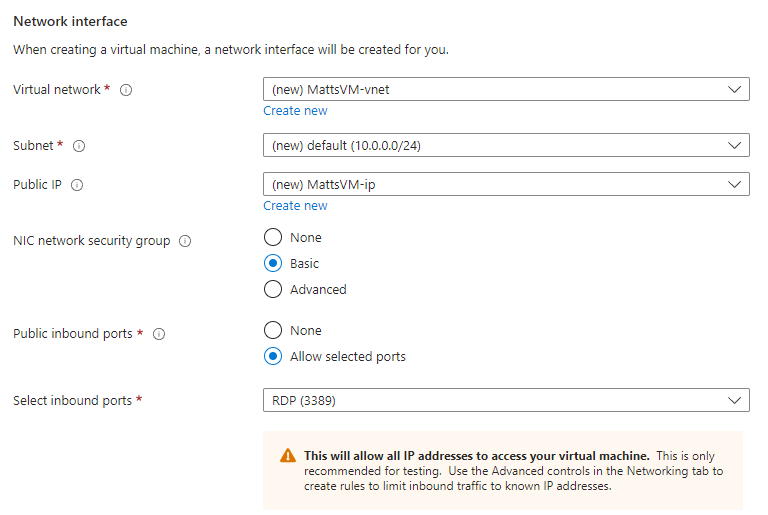 Network interface
When creating a virtual machine, a network interface will be created for you.
Virtual network *
(new) MattsVM-vnet
Create new
Subnet *
(new) default (10.0.0.0/24)
Public IP
(new) MattsVM-ip
Create new
NIC network security group
None
Basic
Advanced
Public inbound ports *
None
Allow selected ports
Select inbound ports *
RDP (3389)
This will allow all IP addresses to access your virtual machine. This is only
recommended for testing. Use the Advanced controls in the Networking tab to
create rules to limit inbound traffic to known IP addresses.